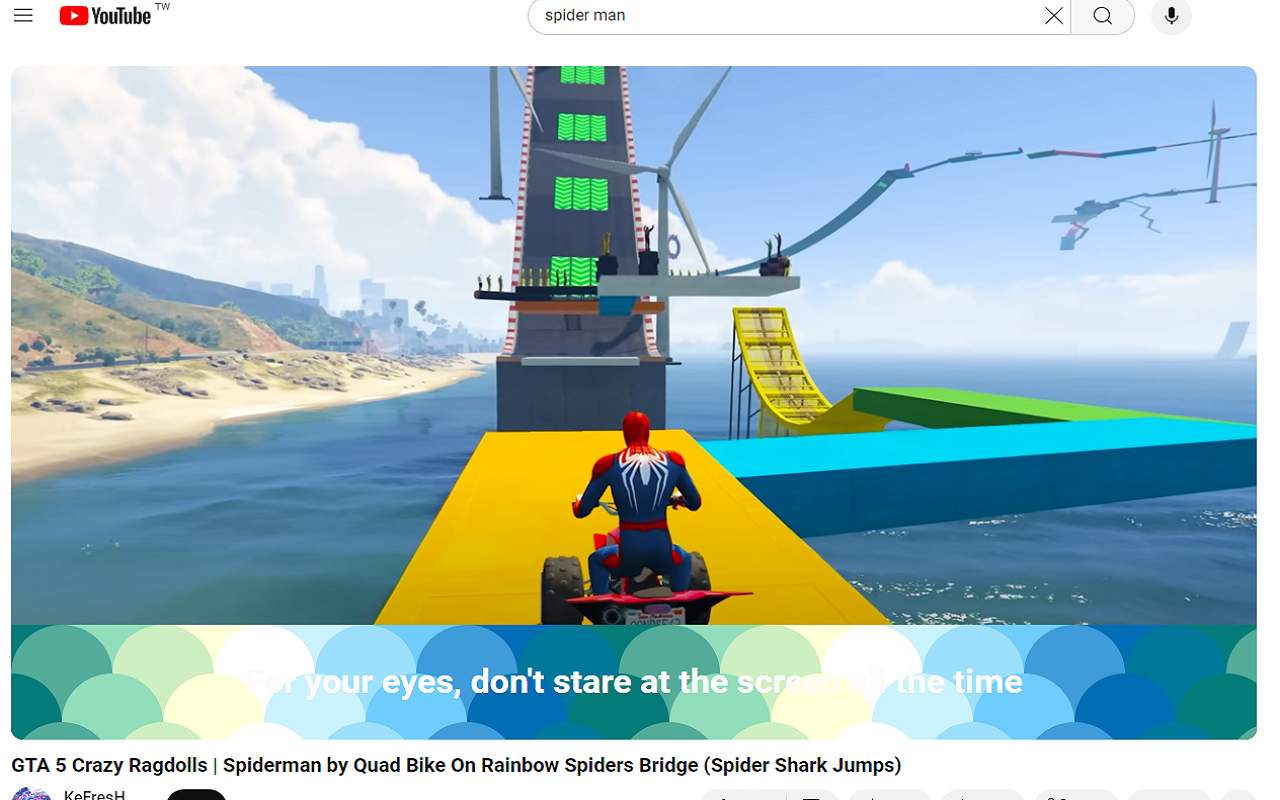 YouTube TW
spider man
For your eyes, don't stare at the screen all the time
GTA 5 Crazy Ragdolls | Spiderman by Quad Bike On Rainbow Spiders Bridge (Spider Shark Jumps)
KeFresH